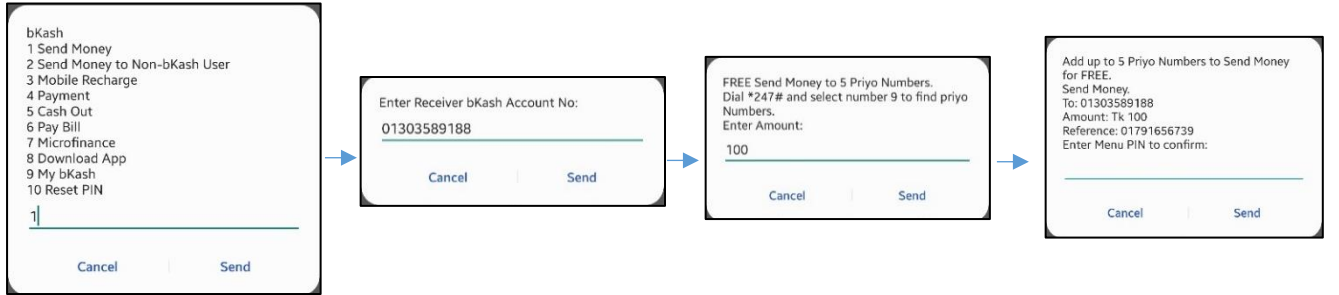 bKash
1 Send Money
2 Send Money to Non-bKash User
3 Mobile Recharge
4 Payment
5 Cash Out
6 Pay Bill
7 Microfinance
8 Download App
9 My bKash
10 Reset PIN
1
Cancel Send
Enter Receiver bKash Account No:
01303589188
Cancel Send
FREE Send Money to 5 Priyo Numbers.
Dial *247# and select number 9 to find priyo
Numbers.
Enter Amount:
100
Cancel Send
Add up to 5 Priyo Numbers to Send Money
for FREE.
Send Money.
To: 01303589188
Amount: Tk 100
Reference: 01791656739
Enter Menu PIN to confirm:
Cancel Send